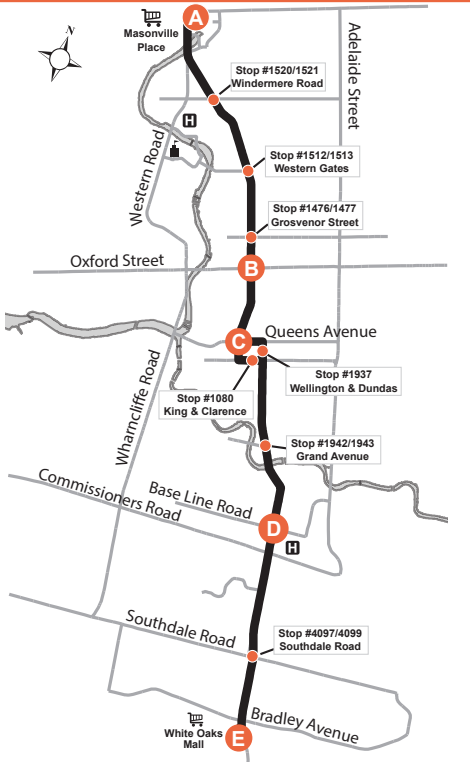 A
Masonville
Place
N
Adelaide Street
Stop #1520/1521
Windermere Road
H
Western Road
Stop #1512/1513
Western Gates
Stop #1476/1477
Grosvenor Street
Oxford Street
B
C
Queens Avenue
Stop #1937
Wellington & Dundas
Stop #1080
King & Clarence
Wharncliffe Road
Stop #1942/1943
Grand Avenue
Commissioners Road
Base Line Road
D
H
Southdale Road
Stop #4097/4099
Southdale Road
Bradley Avenue
White Oaks
Mall
E